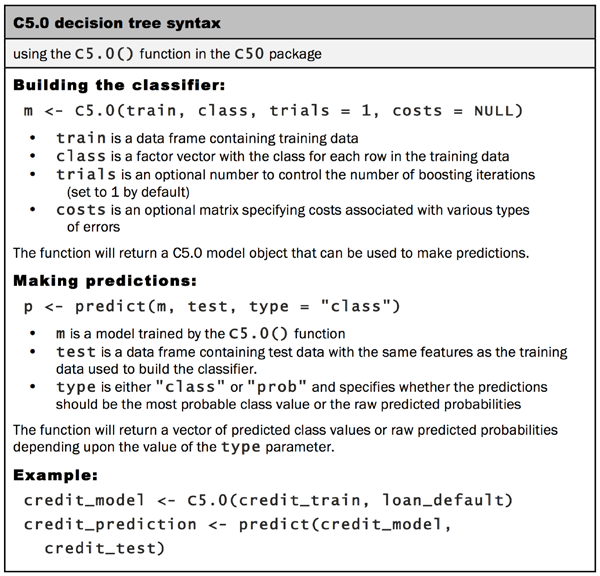 C5.0 decision tree syntax
using the C5.0() function in the C50 package
Building the classifier:
m <- C5.0(train, class, trials = 1, costs = NULL)
• train is a data frame containing training data
• class is a factor vector with the class for each row in the training data
• trials is an optional number to control the number of boosting iterations
(set to 1 by default)
• costs is an optional matrix specifying costs associated with various types
of errors
The function will return a C5.0 model object that can be used to make predictions.
Making predictions:
p <- predict(m, test, type = "class")
• m is a model trained by the C5.0() function
• test is a data frame containing test data with the same features as the training
data used to build the classifier.
• type is either "class" or "prob" and specifies whether the predictions
should be the most probable class value or the raw predicted probabilities
The function will return a vector of predicted class values or raw predicted probabilities
depending upon the value of the type parameter.
Example:
credit_model <- C5.0(credit_train, loan_default)
credit_prediction <- predict(credit_model,
credit_test)